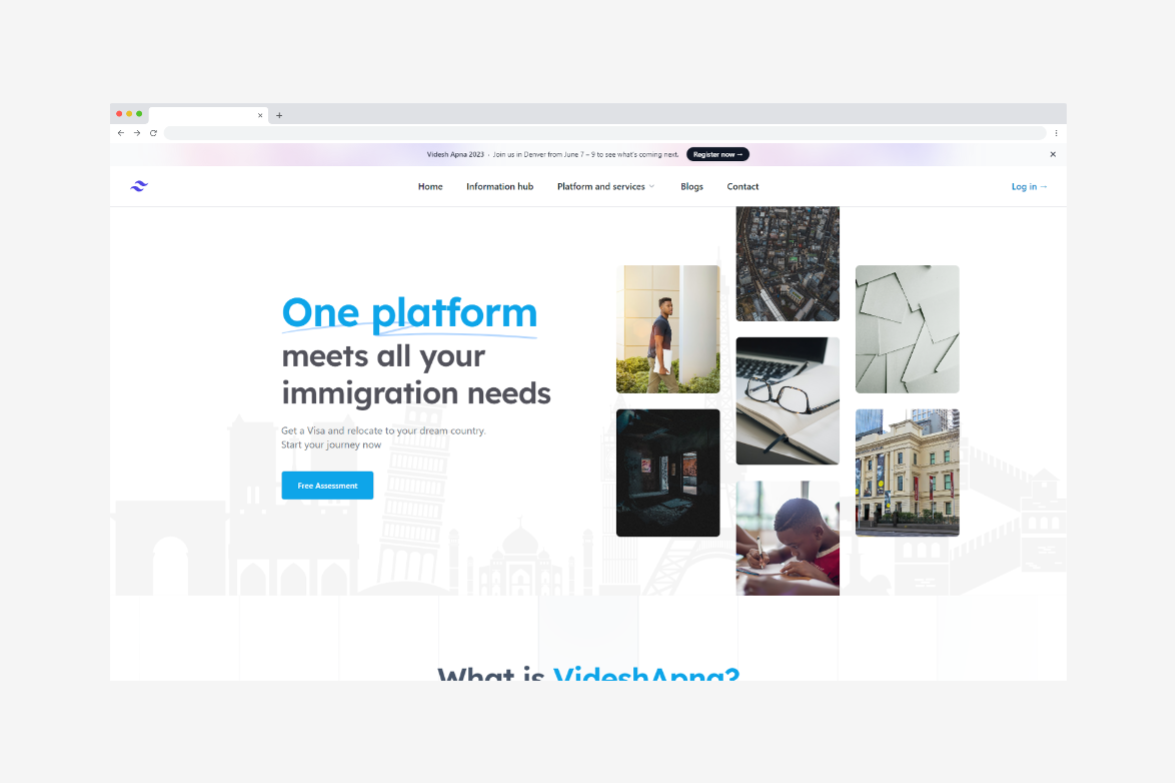 Videsh Apna 2023 · Join us in Denver from June 7 – 9 to see what's coming next. Register now →
Home Information hub Platform and services Blogs Contact Log in →
One platform
meets all your
immigration needs
Get a Visa and relocate to your dream country.
Start your journey now
Free Assessment
What is VideshApna?